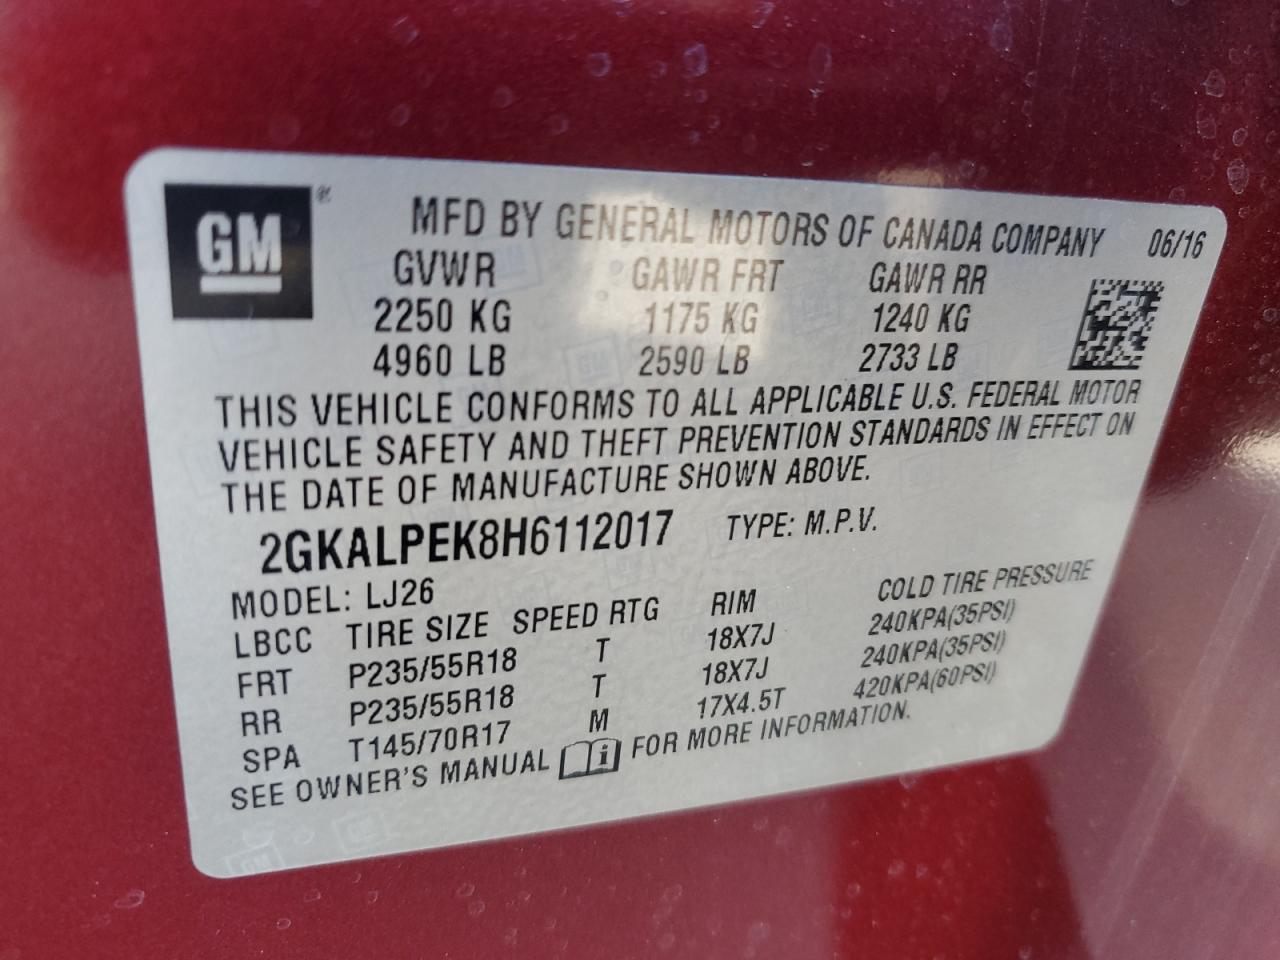 GM ®
MFD BY GENERAL MOTORS OF CANADA COMPANY 06/16
GVWR GAWR FRT GAWR RR
2250 KG 1175 KG 1240 KG
4960 LB 2590 LB 2733 LB
THIS VEHICLE CONFORMS TO ALL APPLICABLE U.S. FEDERAL MOTOR
VEHICLE SAFETY AND THEFT PREVENTION STANDARDS IN EFFECT ON
THE DATE OF MANUFACTURE SHOWN ABOVE.
2GKALPEK8H6112017 TYPE: M.P.V.
MODEL: LJ26
LBCC TIRE SIZE SPEED RTG RIM COLD TIRE PRESSURE
FRT P235/55R18 T 18X7J 240KPA(35PSI)
RR P235/55R18 T 18X7J 240KPA(35PSI)
SPA T145/70R17 M 17X4.5T 420KPA(60PSI)
SEE OWNER'S MANUAL i FOR MORE INFORMATION.